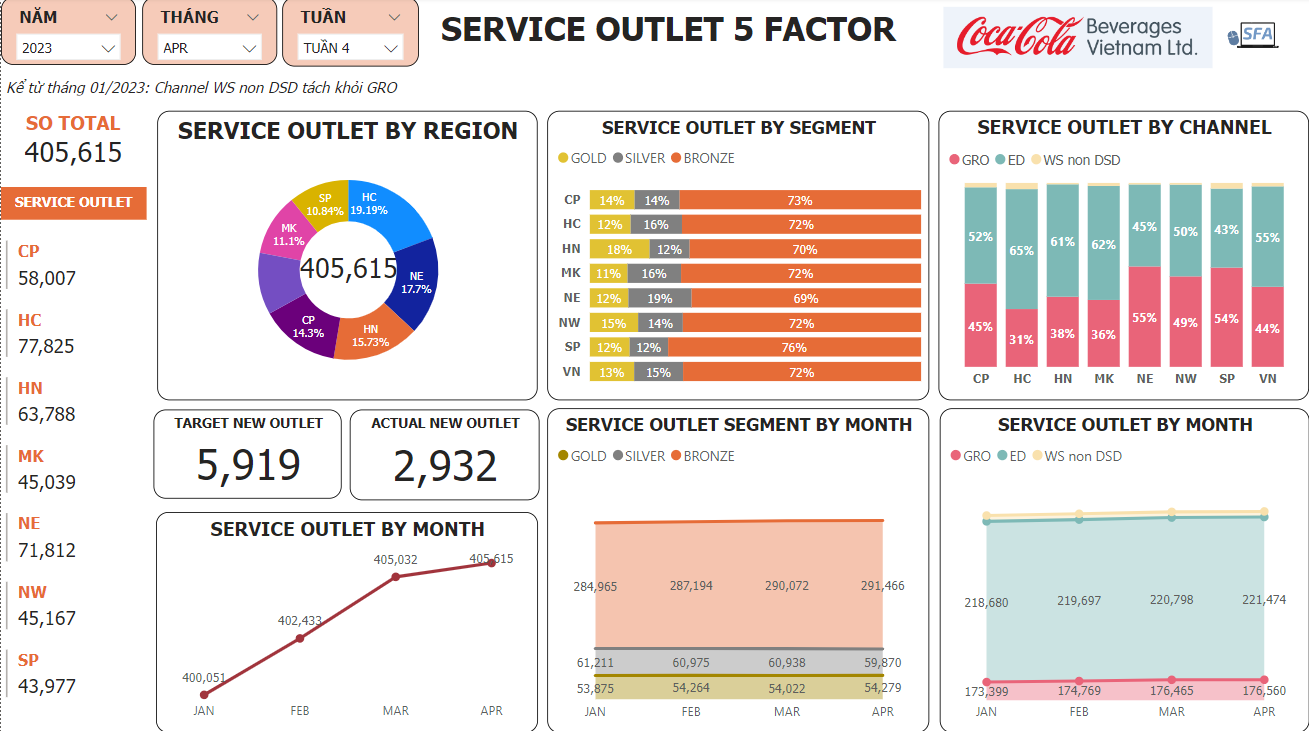 NĂM
2023
THÁNG
APR
TUẦN
TUẦN 4
SERVICE OUTLET 5 FACTOR
Coca-Cola
Beverages
Vietnam Ltd.
SFA
Kể từ tháng 01/2023: Channel WS non DSD tách khỏi GRO
SO TOTAL
405,615
SERVICE OUTLET
CP
58,007
HC
77,825
HN
63,788
MK
45,039
NE
71,812
NW
45,167
SP
43,977
SERVICE OUTLET BY REGION
HC
19.19%
NE
17.7%
HN
15.73%
CP
14.3%
MK
11.1%
SP
10.84%
405,615
SERVICE OUTLET BY SEGMENT
GOLD SILVER BRONZE
CP 14% 14% 73%
HC 12% 16% 72%
HN 18% 12% 70%
MK 11% 16% 72%
NE 12% 19% 69%
NW 15% 14% 72%
SP 12% 12% 76%
VN 13% 15% 72%
SERVICE OUTLET BY CHANNEL
GRO ED WS non DSD
52% 65% 61% 62% 45% 50% 43% 55%
45% 31% 38% 36% 55% 49% 54% 44%
CP HC HN MK NE NW SP VN
TARGET NEW OUTLET
5,919
ACTUAL NEW OUTLET
2,932
SERVICE OUTLET BY MONTH
400,051 402,433 405,032 405,615
JAN FEB MAR APR
SERVICE OUTLET SEGMENT BY MONTH
GOLD SILVER BRONZE
284,965 287,194 290,072 291,466
61,211 60,975 60,938 59,870
53,875 54,264 54,022 54,279
JAN FEB MAR APR
SERVICE OUTLET BY MONTH
GRO ED WS non DSD
218,680 219,697 220,798 221,474
173,399 174,769 176,465 176,560
JAN FEB MAR APR